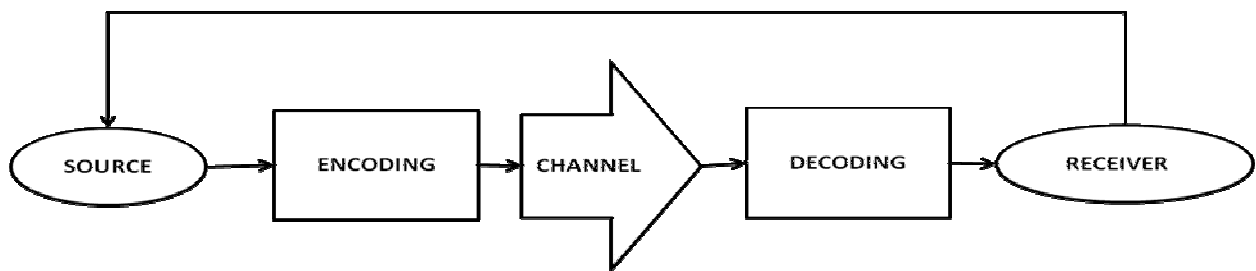 SOURCE
ENCODING
CHANNEL
DECODING
RECEIVER